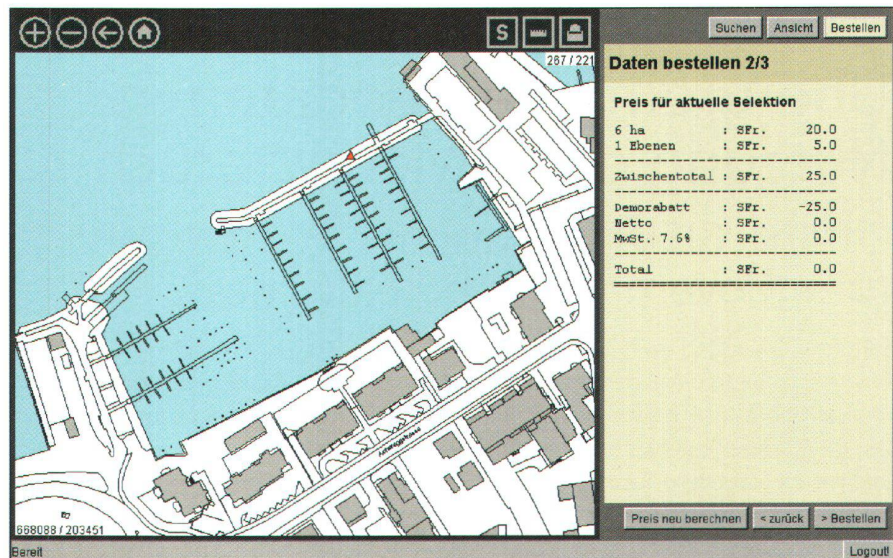 S
Suchen Ansicht Bestellen
287 / 221
Daten bestellen 2/3
Preis für aktuelle Selektion
6 ha : SFr. 20.0
1 Ebenen : SFr. 5.0
Zwischentotal : SFr. 25.0
Demorabatt : SFr. -25.0
Netto : SFr. 0.0
MwSt. 7.6% : SFr. 0.0
Total : SFr. 0.0
668088 / 203451
Preis neu berechnen < zurück > Bestellen
Bereit Logout!